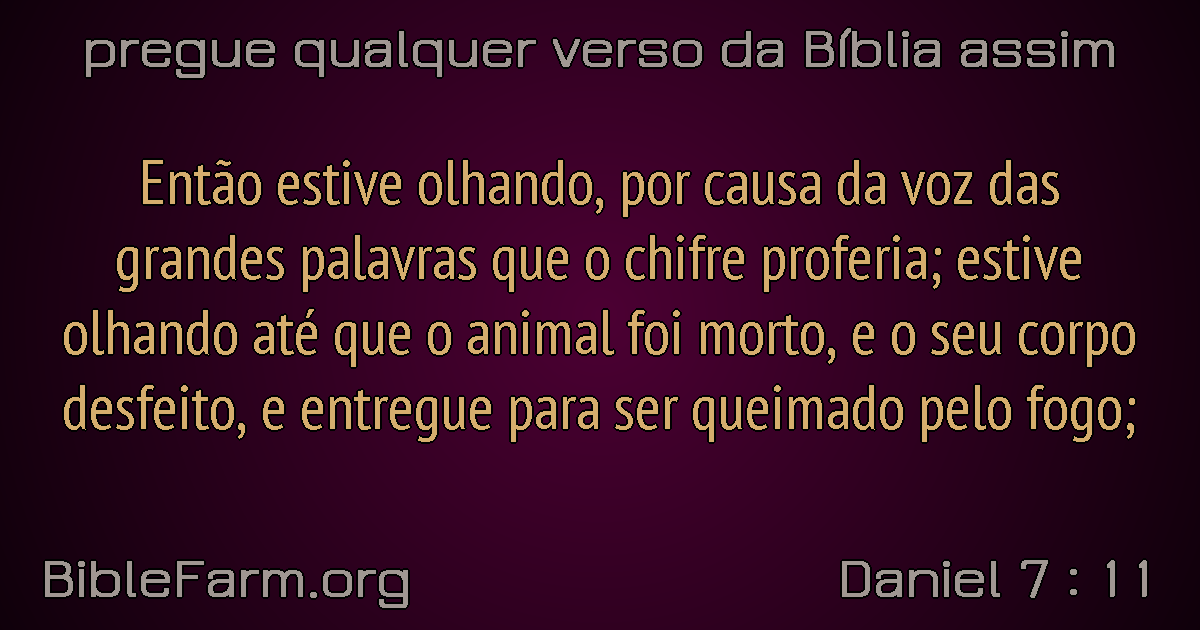 pregue qualquer verso da Bíblia assim
Então estive olhando, por causa da voz das
grandes palavras que o chifre proferia; estive
olhando até que o animal foi morto, e o seu corpo
desfeito, e entregue para ser queimado pelo fogo;
BibleFarm.org
Daniel 7 : 11